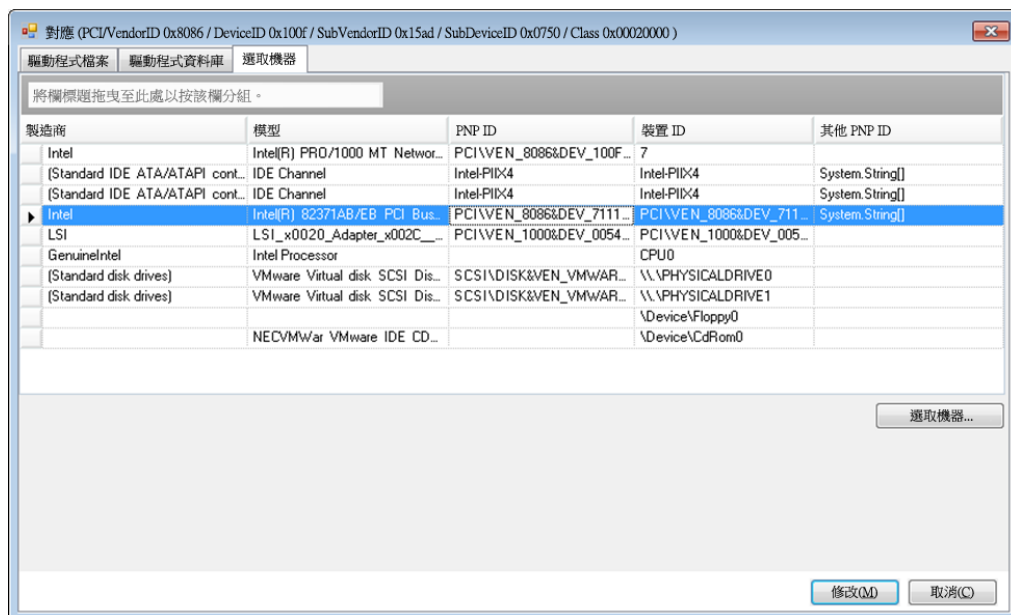 對應 (PCI/VendorID 0x8086 / DeviceID 0x100f / SubVendorID 0x15ad / SubDeviceID 0x0750 / Class 0x00020000 )
驅動程式檔案 驅動程式資料庫 選取機器
將欄標題拖曳至此處以按該欄分組。
製造商 模型 PNP ID 裝置 ID 其他 PNP ID
Intel Intel(R) PRO/1000 MT Networ... PCI\VEN_8086&DEV_100F... 7
(Standard IDE ATA/ATAPI cont... IDE Channel Intel-PIIX4 Intel-PIIX4 System.String[]
(Standard IDE ATA/ATAPI cont... IDE Channel Intel-PIIX4 Intel-PIIX4 System.String[]
Intel Intel(R) 82371AB/EB PCI Bus... PCI\VEN_8086&DEV_7111... PCI\VEN_8086&DEV_711... System.String[]
LSI LSI_x0020_Adapter_x002C__... PCI\VEN_1000&DEV_0054... PCI\VEN_1000&DEV_005...
GenuineIntel Intel Processor CPU0
(Standard disk drives) VMware Virtual disk SCSI Dis... SCSI\DISK&VEN_VMWAR... \\.\PHYSICALDRIVE0
(Standard disk drives) VMware Virtual disk SCSI Dis... SCSI\DISK&VEN_VMWAR... \\.\PHYSICALDRIVE1
\Device\Floppy0
NECVMWar VMware IDE CD... \Device\CdRom0
選取機器...
修改(M) 取消(C)